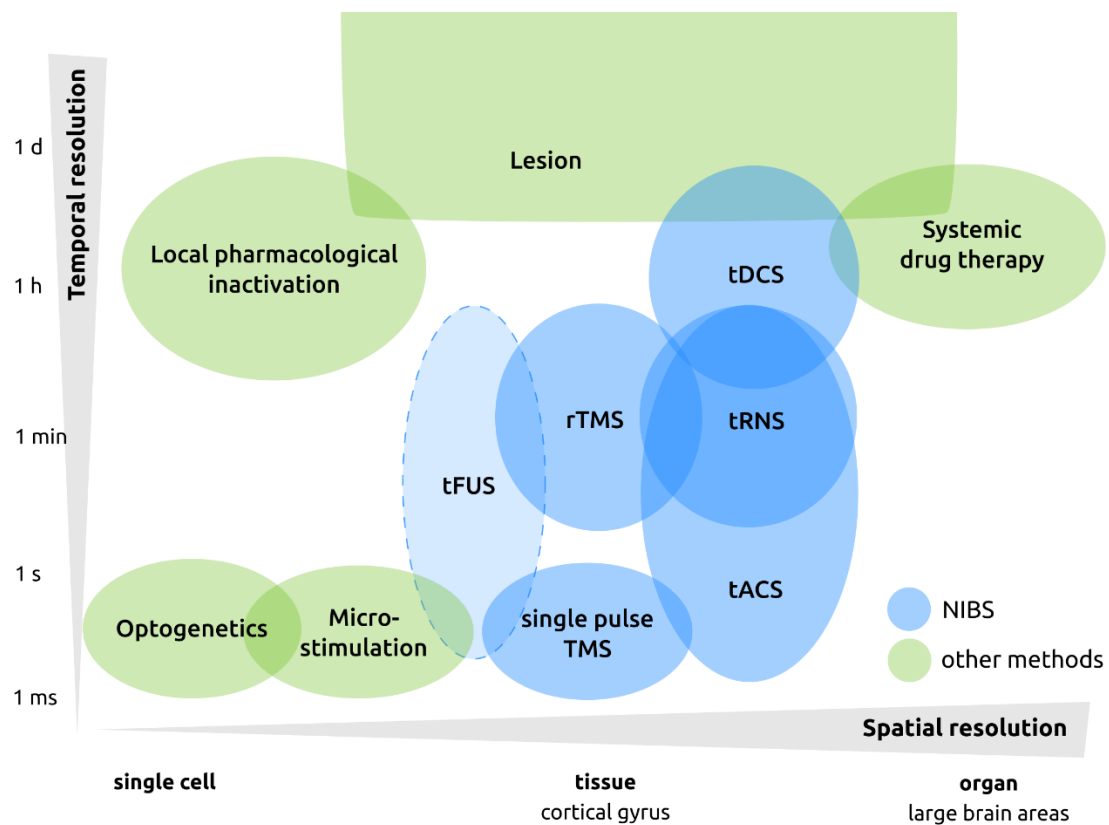 Temporal resolution
1 d
1 h
1 min
1 s
1 ms
Lesion
Local pharmacological
inactivation
Systemic
drug therapy
tDCS
rTMS
tRNS
tFUS
tACS
Optogenetics
Micro-
stimulation
single pulse
TMS
NIBS
other methods
Spatial resolution
single cell
tissue
cortical gyrus
organ
large brain areas